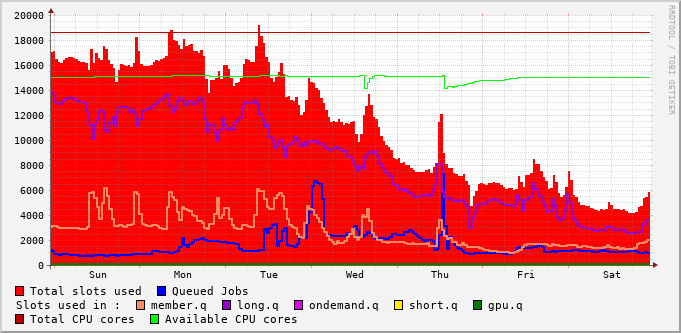 20000
18000
16000
14000
12000
10000
8000
6000
4000
2000
0
Sun Mon Tue Wed Thu Fri Sat
RRDTOOL / TOBI OETIKER
Total slots used Queued Jobs
Slots used in : member.q long.q ondemand.q short.q gpu.q
Total CPU cores Available CPU cores